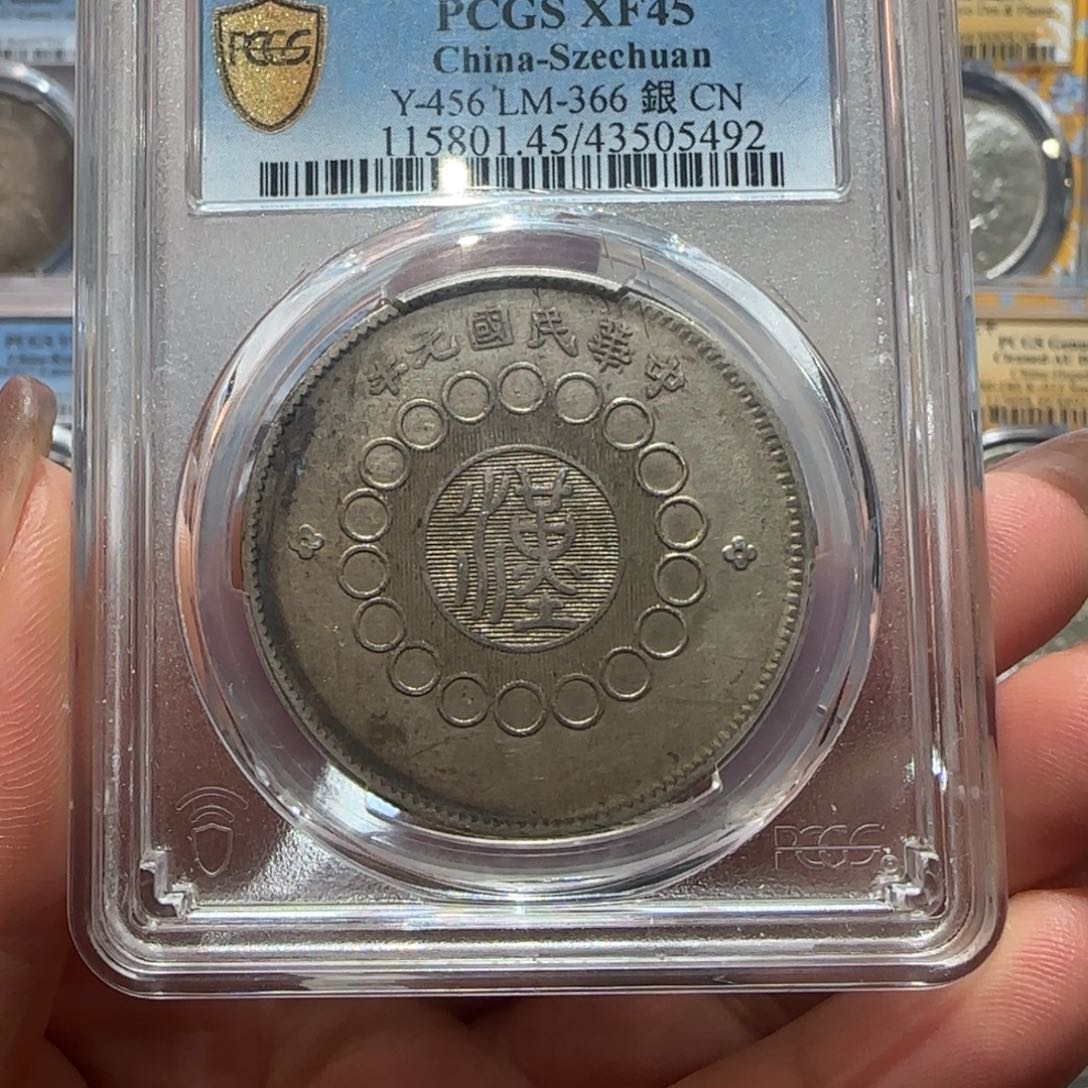 PCGS XF45
China-Szechuan
Y-456 LM-366 銀 CN
115801.45/43505492
PCGS
中華民國元年
漢
PCGS